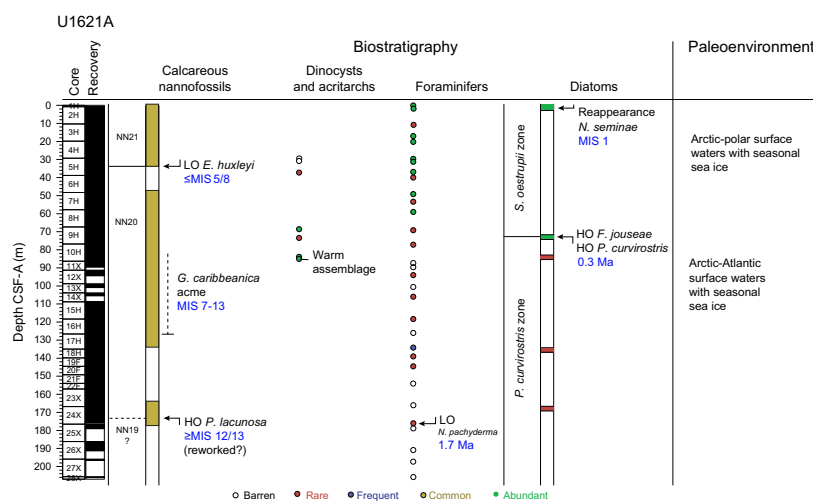 U1621A
Biostratigraphy
Paleoenvironment
Core
Recovery
Calcareous
nannofossils
Dinocysts
and acritarchs
Foraminifers
Diatoms
Depth CSF-A (m)
0
10
20
30
40
50
60
70
80
90
100
110
120
130
140
150
160
170
180
190
200
1H
2H
3H
4H
5H
6H
7H
8H
9H
10H
11X
12X
13X
14X
15H
16H
17H
18H
19F
20F
21F
22F
23X
24X
25X
26X
27X
28X
NN21
NN20
NN19
?
LO E. huxleyi
≤MIS 5/8
G. caribbeanica
acme
MIS 7-13
HO P. lacunosa
≥MIS 12/13
(reworked?)
Warm
assemblage
LO
N. pachyderma
1.7 Ma
S. oestrupii zone
P. curvirostris zone
Reappearance
N. seminae
MIS 1
HO F. jouseae
HO P. curvirostris
0.3 Ma
Arctic-polar surface
waters with seasonal
sea ice
Arctic-Atlantic
surface waters
with seasonal
sea ice
Barren
Rare
Frequent
Common
Abundant